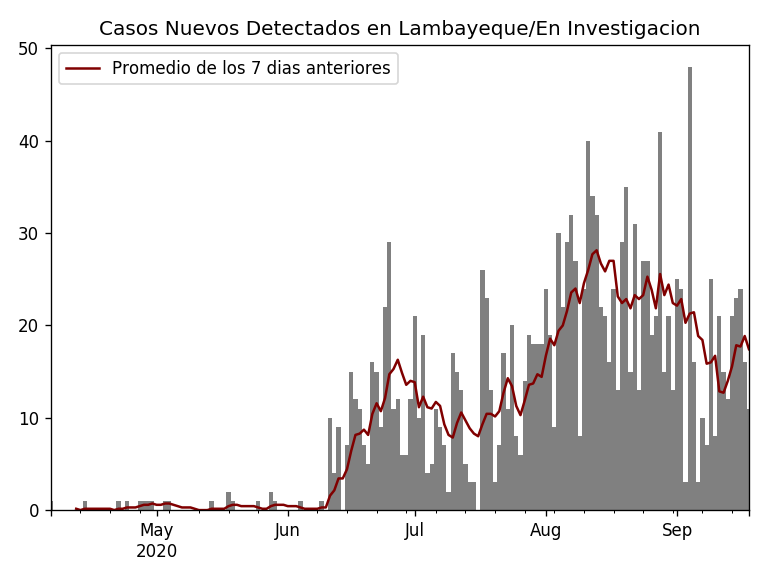 Casos Nuevos Detectados en Lambayeque/En Investigacion
Promedio de los 7 dias anteriores
50
40
30
20
10
0
May
2020
Jun
Jul
Aug
Sep